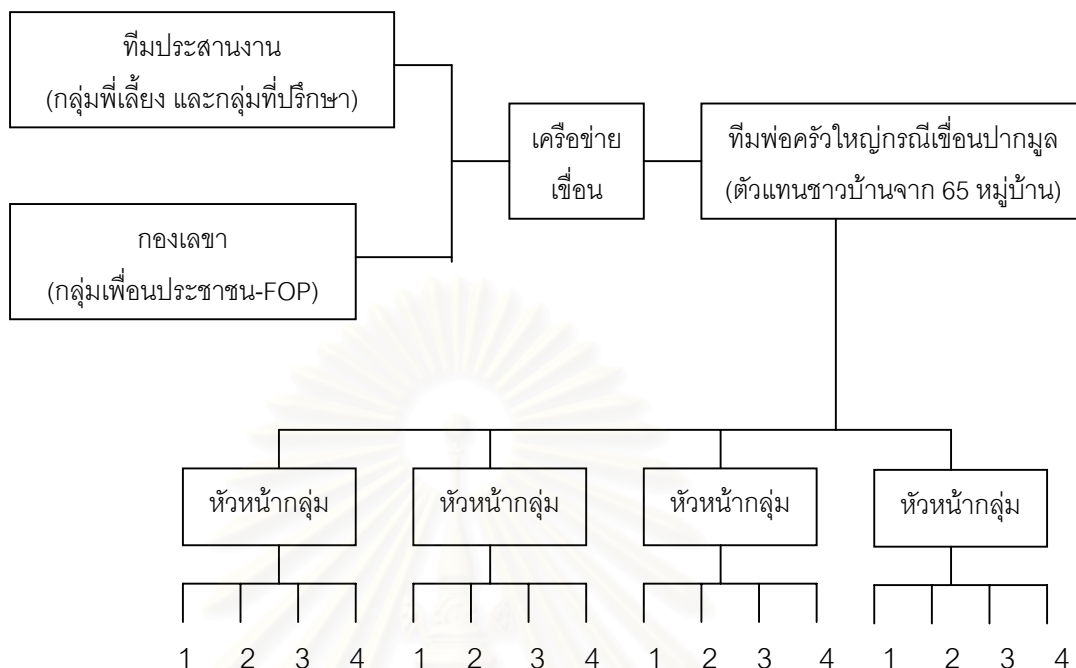 ทีมประสานงาน
(กลุ่มพี่เลี้ยง และกลุ่มที่ปรึกษา)
เครือข่าย
เขื่อน
ทีมพ่อครัวใหญ่กรณีเขื่อนปากมูล
(ตัวแทนชาวบ้านจาก 65 หมู่บ้าน)
กองเลขา
(กลุ่มเพื่อนประชาชน-FOP)
หัวหน้ากลุ่ม หัวหน้ากลุ่ม หัวหน้ากลุ่ม หัวหน้ากลุ่ม
1 2 3 4 1 2 3 4 1 2 3 4 1 2 3 4